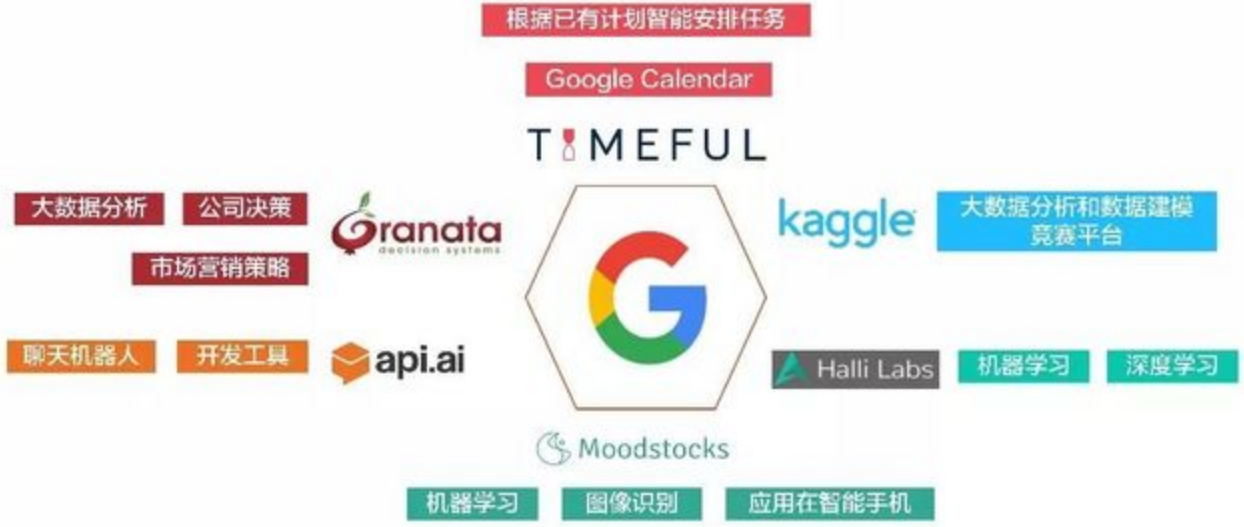 根据已有计划智能安排任务
Google Calendar
TIMEFUL
大数据分析
公司决策
市场营销策略
Granata
decision systems
kaggle
大数据分析和数据建模
竞赛平台
聊天机器人
开发工具
api.ai
G
Halli Labs
机器学习
深度学习
Moodstocks
机器学习
图像识别
应用在智能手机